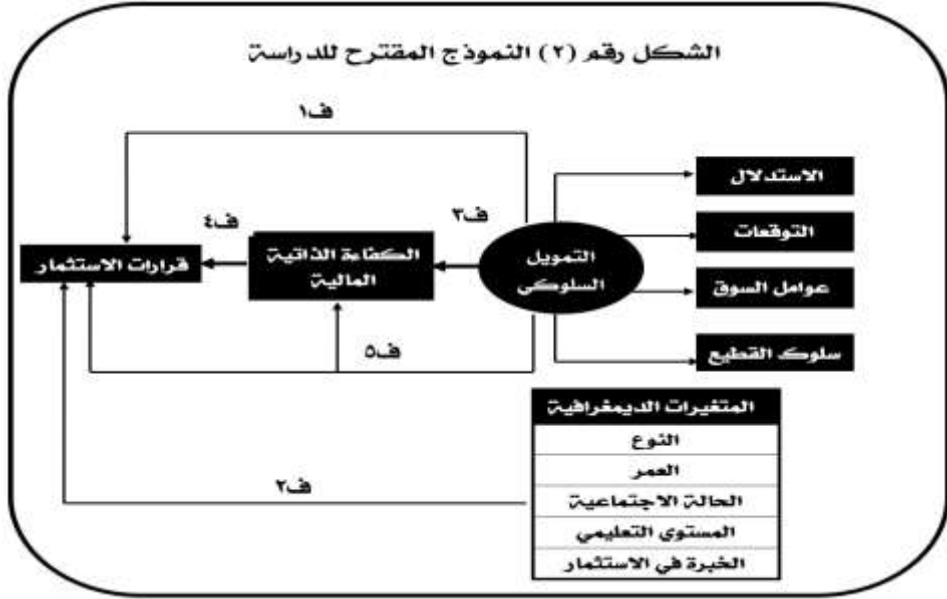 الشكل رقم (٢) النموذج المقترح للدراسة
ف١
الاستدلال
ف٣
ف٤
التوقعات
التمويل
السلوكى
الكفاءة الذاتية
المالية
قرارات الاستثمار
عوامل السوق
ف٥
سلوك القطيع
المتغيرات الديمغرافية
النوع
العمر
ف٢
الحالة الاجتماعية
المستوى التعليمي
الخبرة في الاستثمار